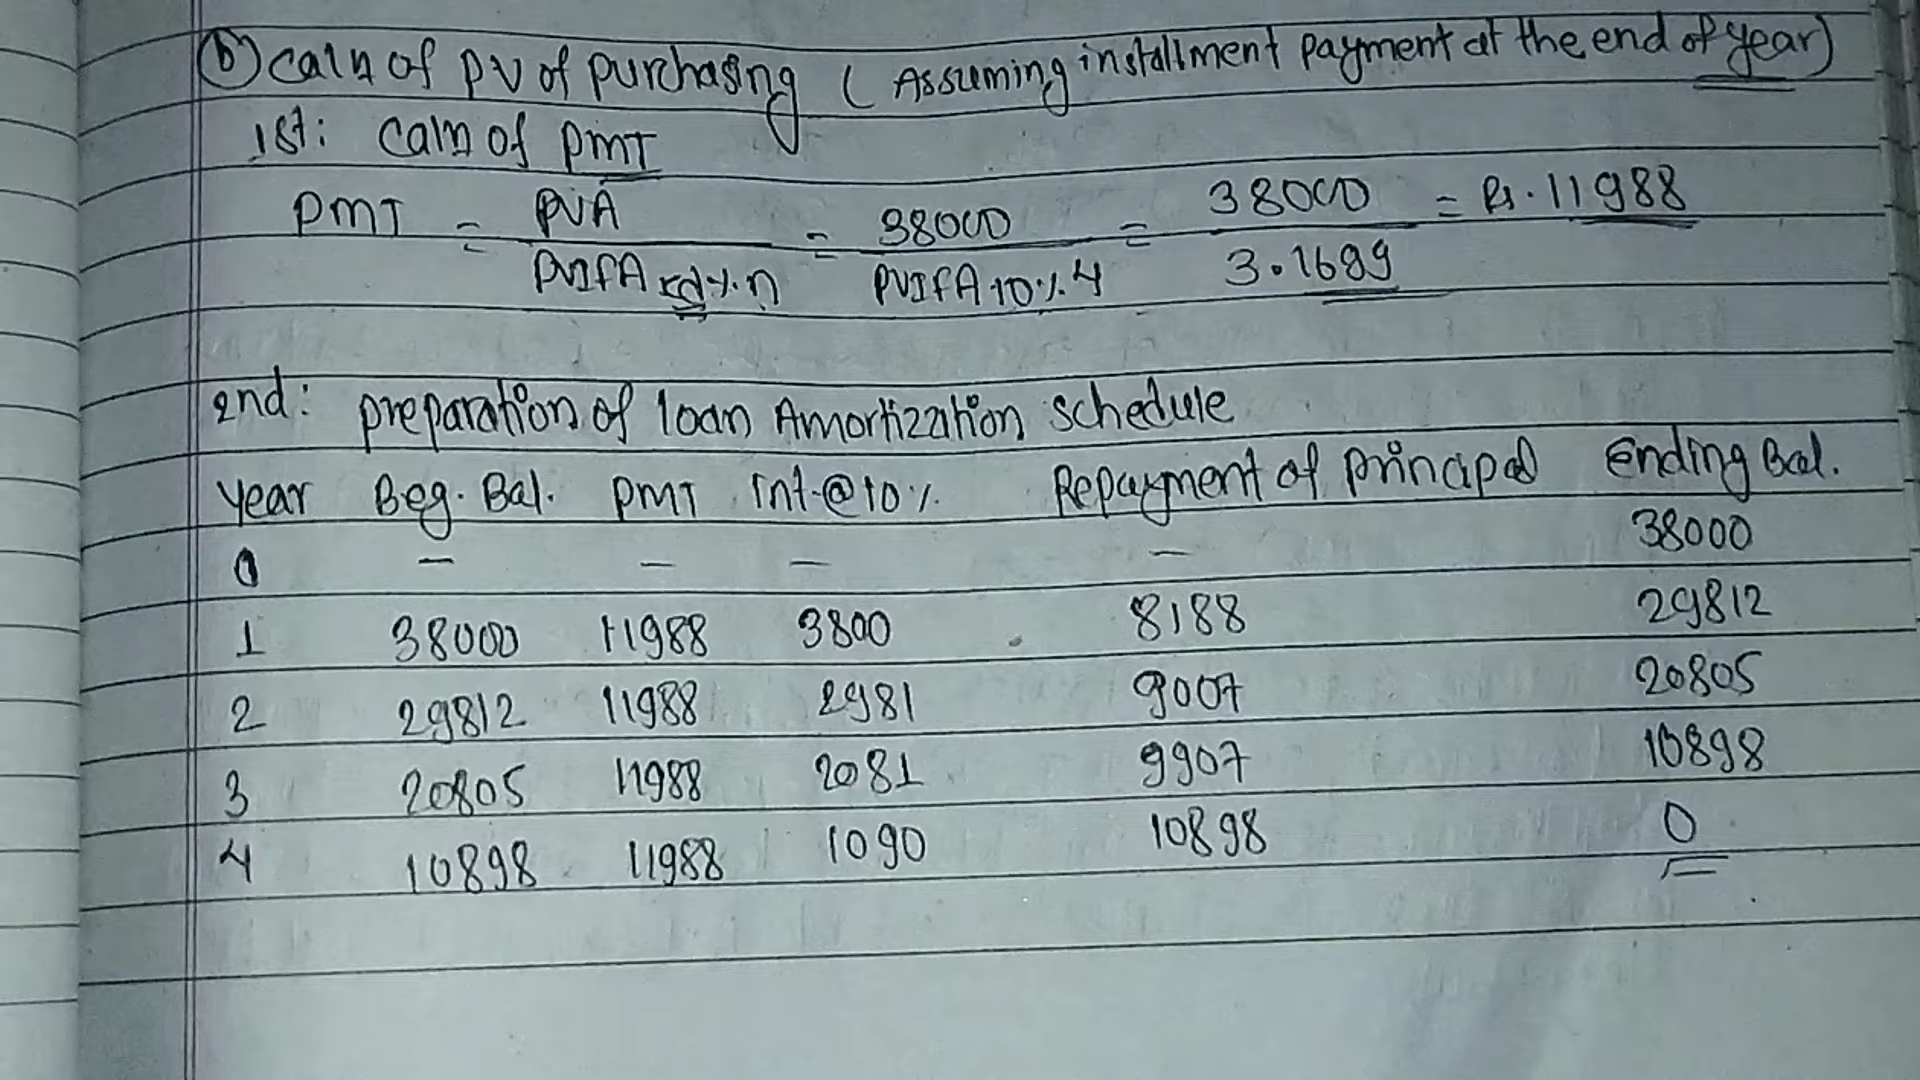 (b) Caln of PV of purchasing (Assuming installment payment at the end of year)
1st: Caln of PMT
PMT = PVA / PVIFA rd%.n = 38000 / PVIFA 10%.4 = 38000 / 3.1699 = Rs. 11988
2nd: preparation of loan Amortization schedule
Year Beg. Bal. PMT Int.@10% Repayment of principal Ending Bal.
0 — — — — 38000
1 38000 11988 3800 8188 29812
2 29812 11988 2981 9007 20805
3 20805 11988 2081 9907 10898
4 10898 11988 1090 10898 0